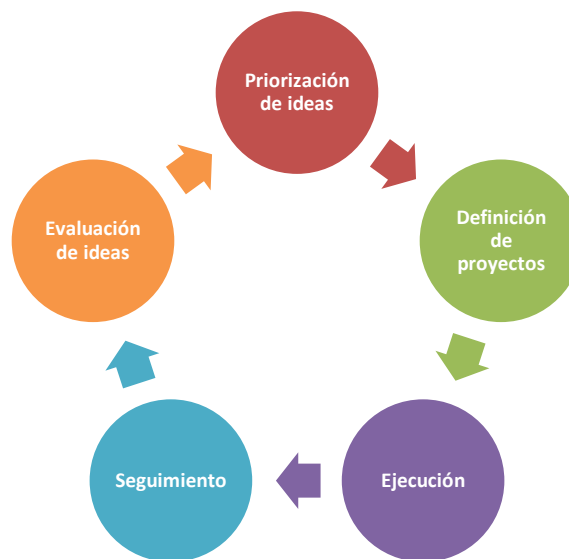 Priorización
de ideas
Definición
de
proyectos
Ejecución
Seguimiento
Evaluación
de ideas